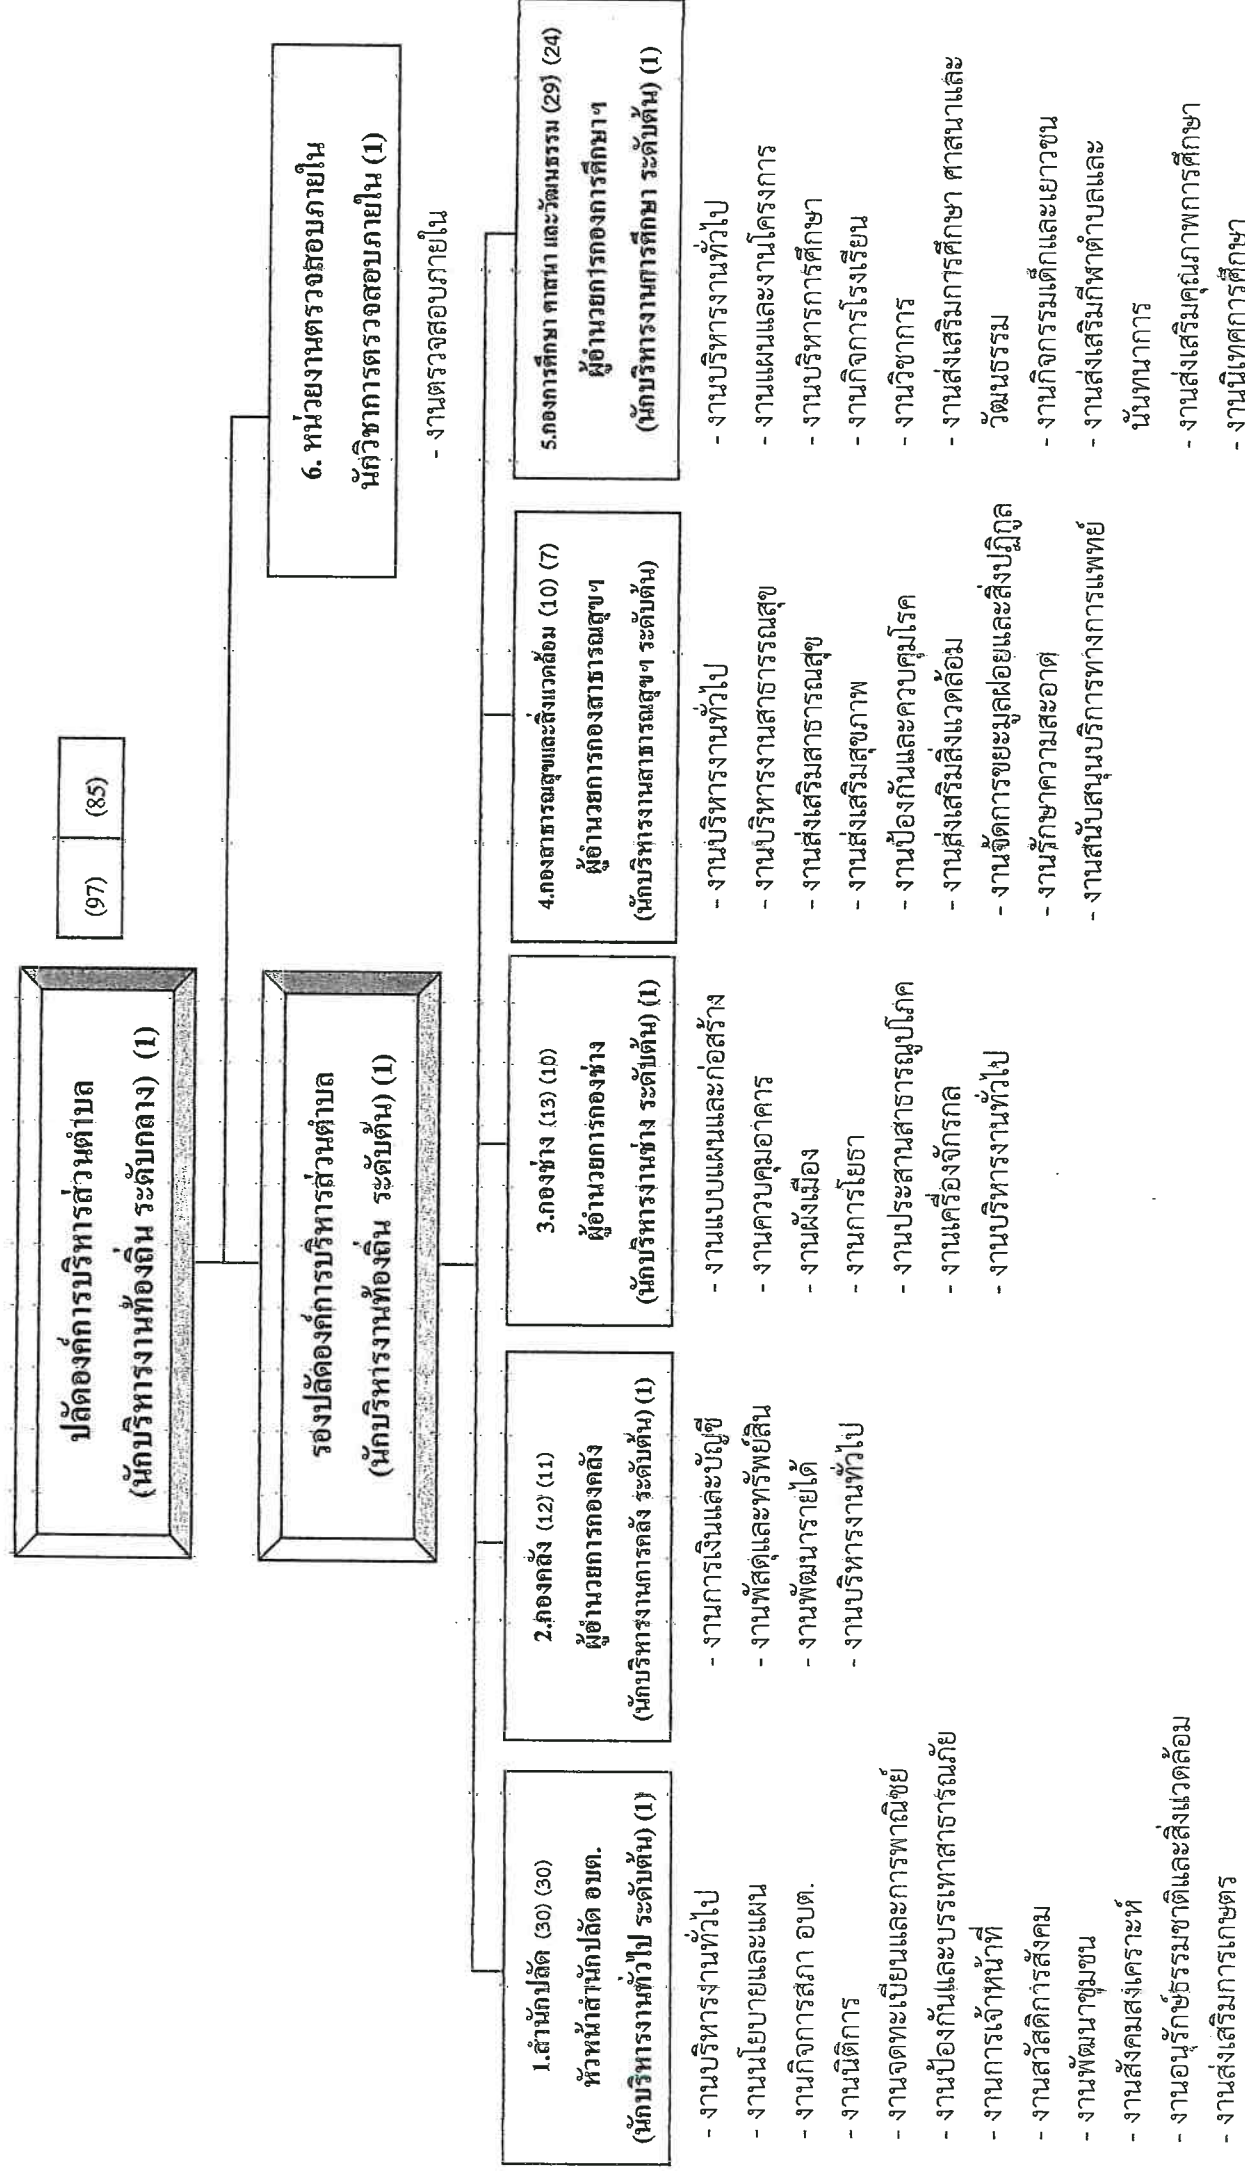 ปลัดองค์การบริหารส่วนตำบล
(นักบริหารงานท้องถิ่น ระดับกลาง) (1)
(97) (85)
รองปลัดองค์การบริหารส่วนตำบล
(นักบริหารงานท้องถิ่น ระดับต้น) (1)
6. หน่วยงานตรวจสอบภายใน
นักวิชาการตรวจสอบภายใน (1)
- งานตรวจสอบภายใน
1.สำนักปลัด (30) (30)
หัวหน้าสำนักปลัด อบต.
(นักบริหารงานทั่วไป ระดับต้น) (1)
- งานบริหารงานทั่วไป
- งานนโยบายและแผน
- งานกิจการสภา อบต.
- งานนิติการ
- งานจดทะเบียนและการพาณิชย์
- งานป้องกันและบรรเทาสาธารณภัย
- งานการเจ้าหน้าที่
- งานสวัสดิการสังคม
- งานพัฒนาชุมชน
- งานสังคมสงเคราะห์
- งานอนุรักษ์ธรรมชาติและสิ่งแวดล้อม
- งานส่งเสริมการเกษตร
2.กองคลัง (12) (11)
ผู้อำนวยการกองคลัง
(นักบริหารงานการคลัง ระดับต้น) (1)
- งานการเงินและบัญชี
- งานพัสดุและทรัพย์สิน
- งานพัฒนารายได้
- งานบริหารงานทั่วไป
3.กองช่าง (13) (10)
ผู้อำนวยการกองช่าง
(นักบริหารงานช่าง ระดับต้น) (1)
- งานแบบแผนและก่อสร้าง
- งานควบคุมอาคาร
- งานผังเมือง
- งานการโยธา
- งานประสานสาธารณูปโภค
- งานเครื่องจักรกล
- งานบริหารงานทั่วไป
4.กองสาธารณสุขและสิ่งแวดล้อม (10) (7)
ผู้อำนวยการกองสาธารณสุขฯ
(นักบริหารงานสาธารณสุขฯ ระดับต้น)
- งานบริหารงานทั่วไป
- งานบริหารงานสาธารรณสุข
- งานส่งเสริมสาธารณสุข
- งานส่งเสริมสุขภาพ
- งานป้องกันและควบคุมโรค
- งานส่งเสริมสิ่งแวดล้อม
- งานจัดการขยะมูลฝอยและสิ่งปฏิกูล
- งานรักษาความสะอาด
- งานสนับสนุนบริการทางการแพทย์
5.กองการศึกษา ศาสนา และวัฒนธรรม (29) (24)
ผู้อำนวยการกองการศึกษาฯ
(นักบริหารงานการศึกษา ระดับต้น) (1)
- งานบริหารงานทั่วไป
- งานแผนและงานโครงการ
- งานบริหารการศึกษา
- งานกิจการโรงเรียน
- งานวิชาการ
- งานส่งเสริมการศึกษา ศาสนาและ
วัฒนธรรม
- งานกิจกรรมเด็กและเยาวชน
- งานส่งเสริมกีฬาตำบลและ
นันทนาการ
- งานส่งเสริมคุณภาพการศึกษา
- งานนิเทศการศึกษา